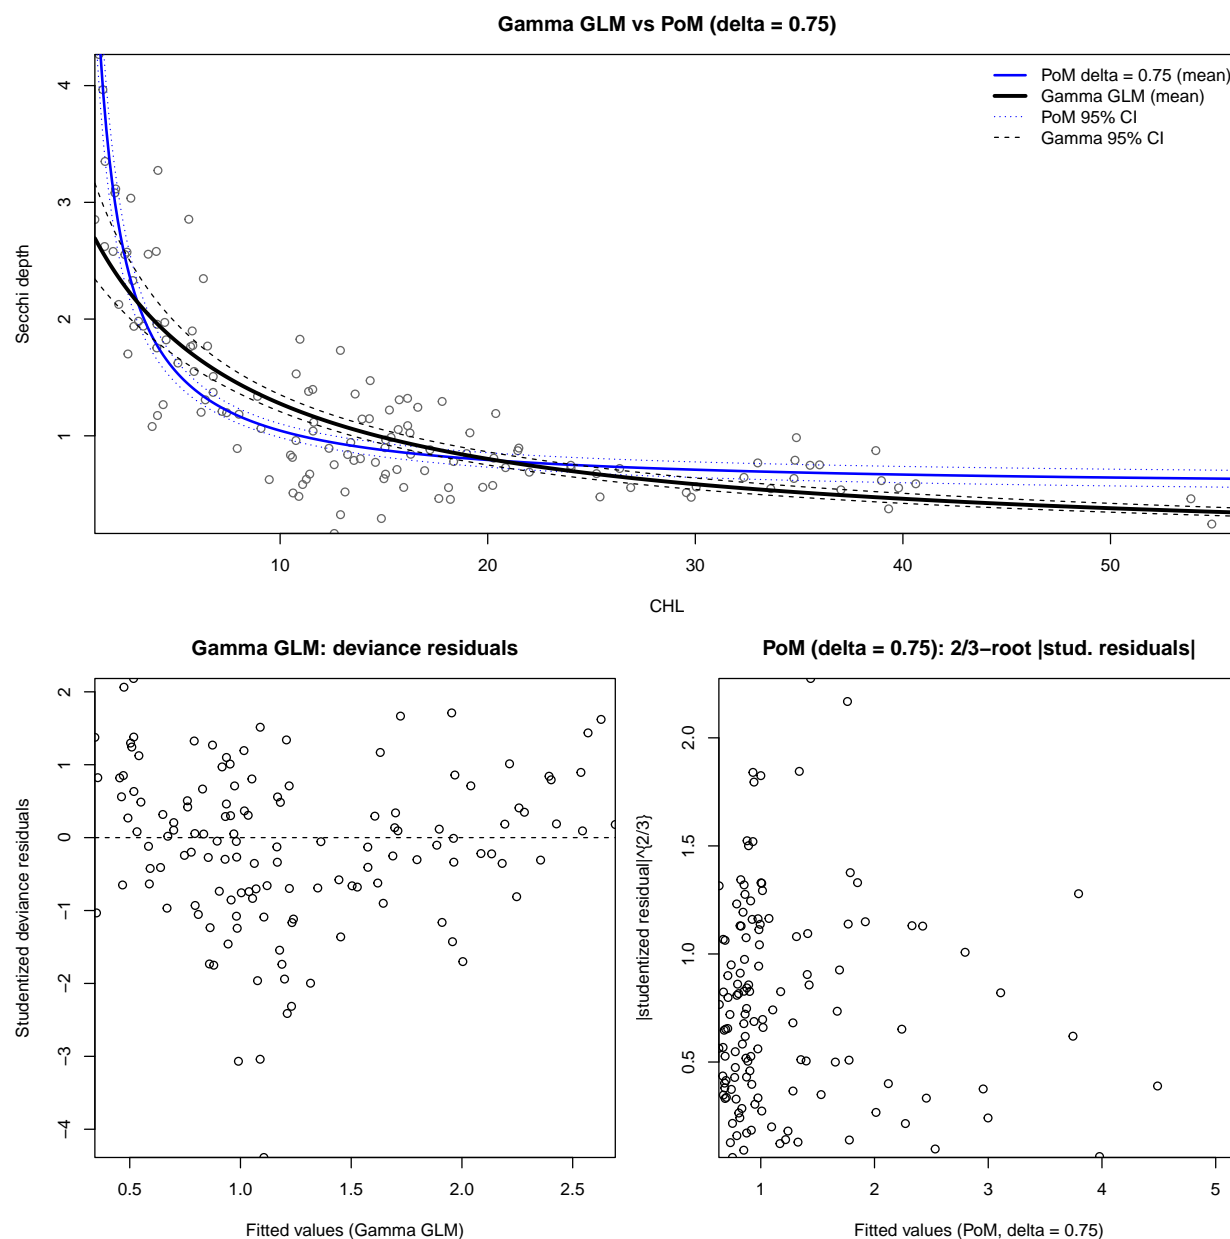 Gamma GLM vs PoM (delta = 0.75)
PoM delta = 0.75 (mean)
Gamma GLM (mean)
PoM 95% CI
Gamma 95% CI
4
3
2
1
Secchi depth
10 20 30 40 50
CHL
Gamma GLM: deviance residuals
2
1
0
−1
−2
−3
−4
Studentized deviance residuals
0.5 1.0 1.5 2.0 2.5
Fitted values (Gamma GLM)
PoM (delta = 0.75): 2/3−root |stud. residuals|
2.0
1.5
1.0
0.5
|studentized residual|^{2/3}
1 2 3 4 5
Fitted values (PoM, delta = 0.75)